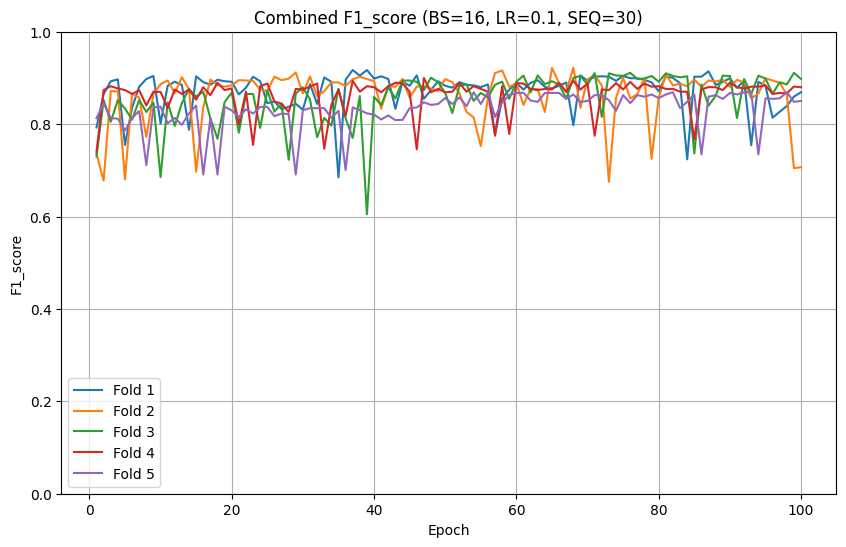 Combined F1_score (BS=16, LR=0.1, SEQ=30)
F1_score
1.0
0.8
0.6
0.4
0.2
0.0
Fold 1
Fold 2
Fold 3
Fold 4
Fold 5
0 20 40 60 80 100
Epoch